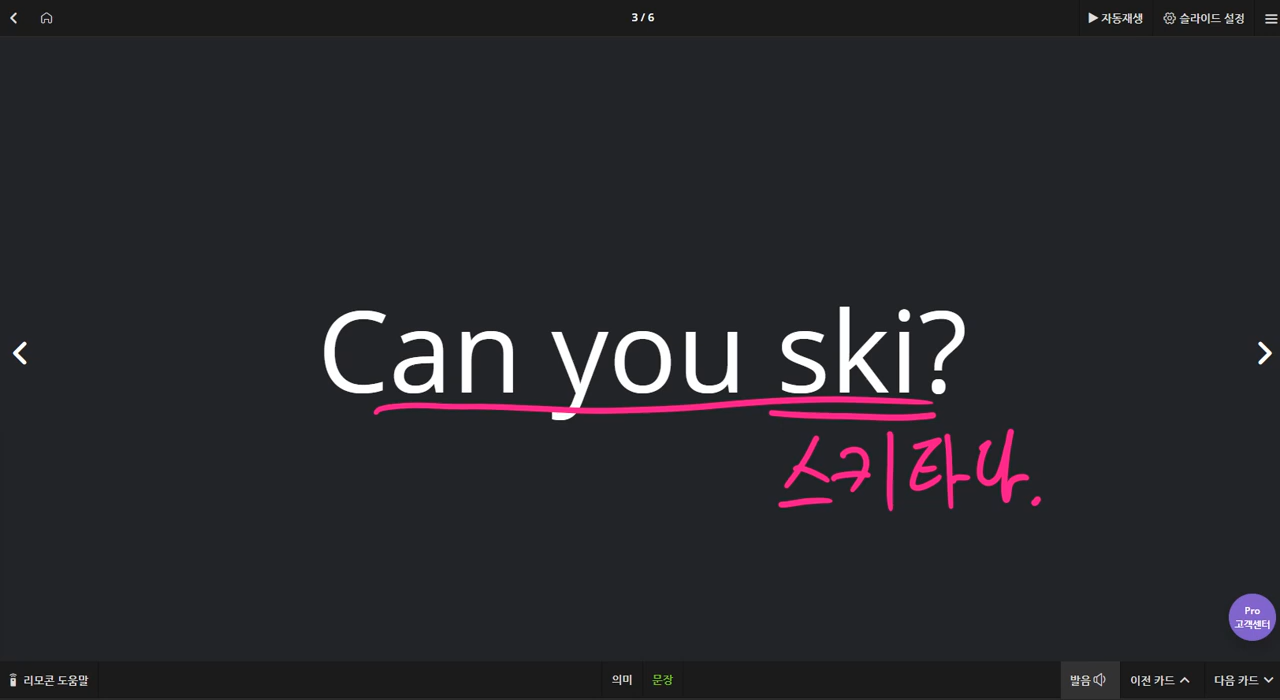 3 / 6
자동재생
슬라이드 설정
Can you ski?
스키타나.
Pro
고객센터
리모콘 도움말
의미
문장
발음
이전 카드
다음 카드